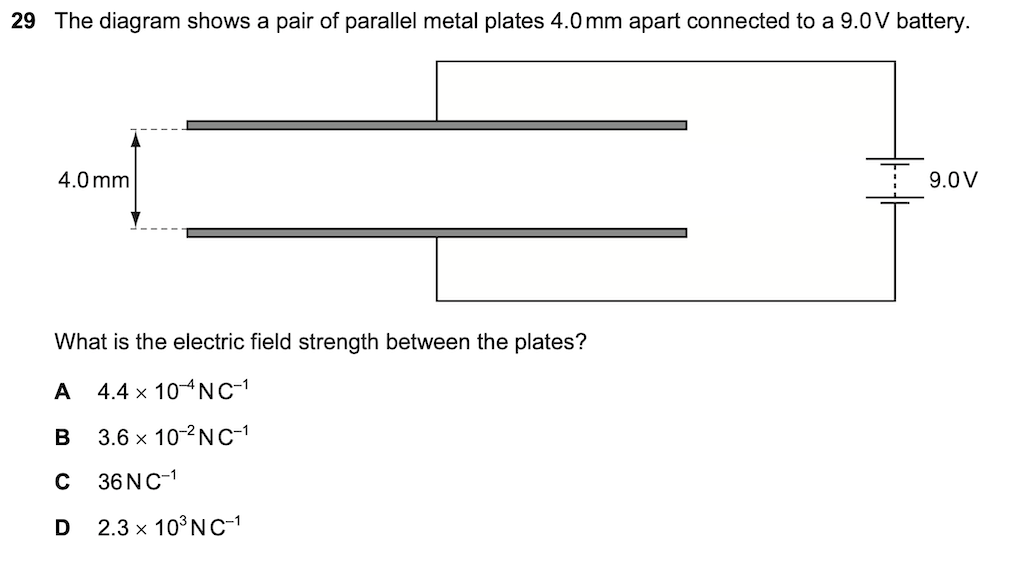 29 The diagram shows a pair of parallel metal plates 4.0 mm apart connected to a 9.0 V battery.
4.0 mm
9.0 V
What is the electric field strength between the plates?
A 4.4 × 10⁻⁴ N C⁻¹
B 3.6 × 10⁻² N C⁻¹
C 36 N C⁻¹
D 2.3 × 10³ N C⁻¹